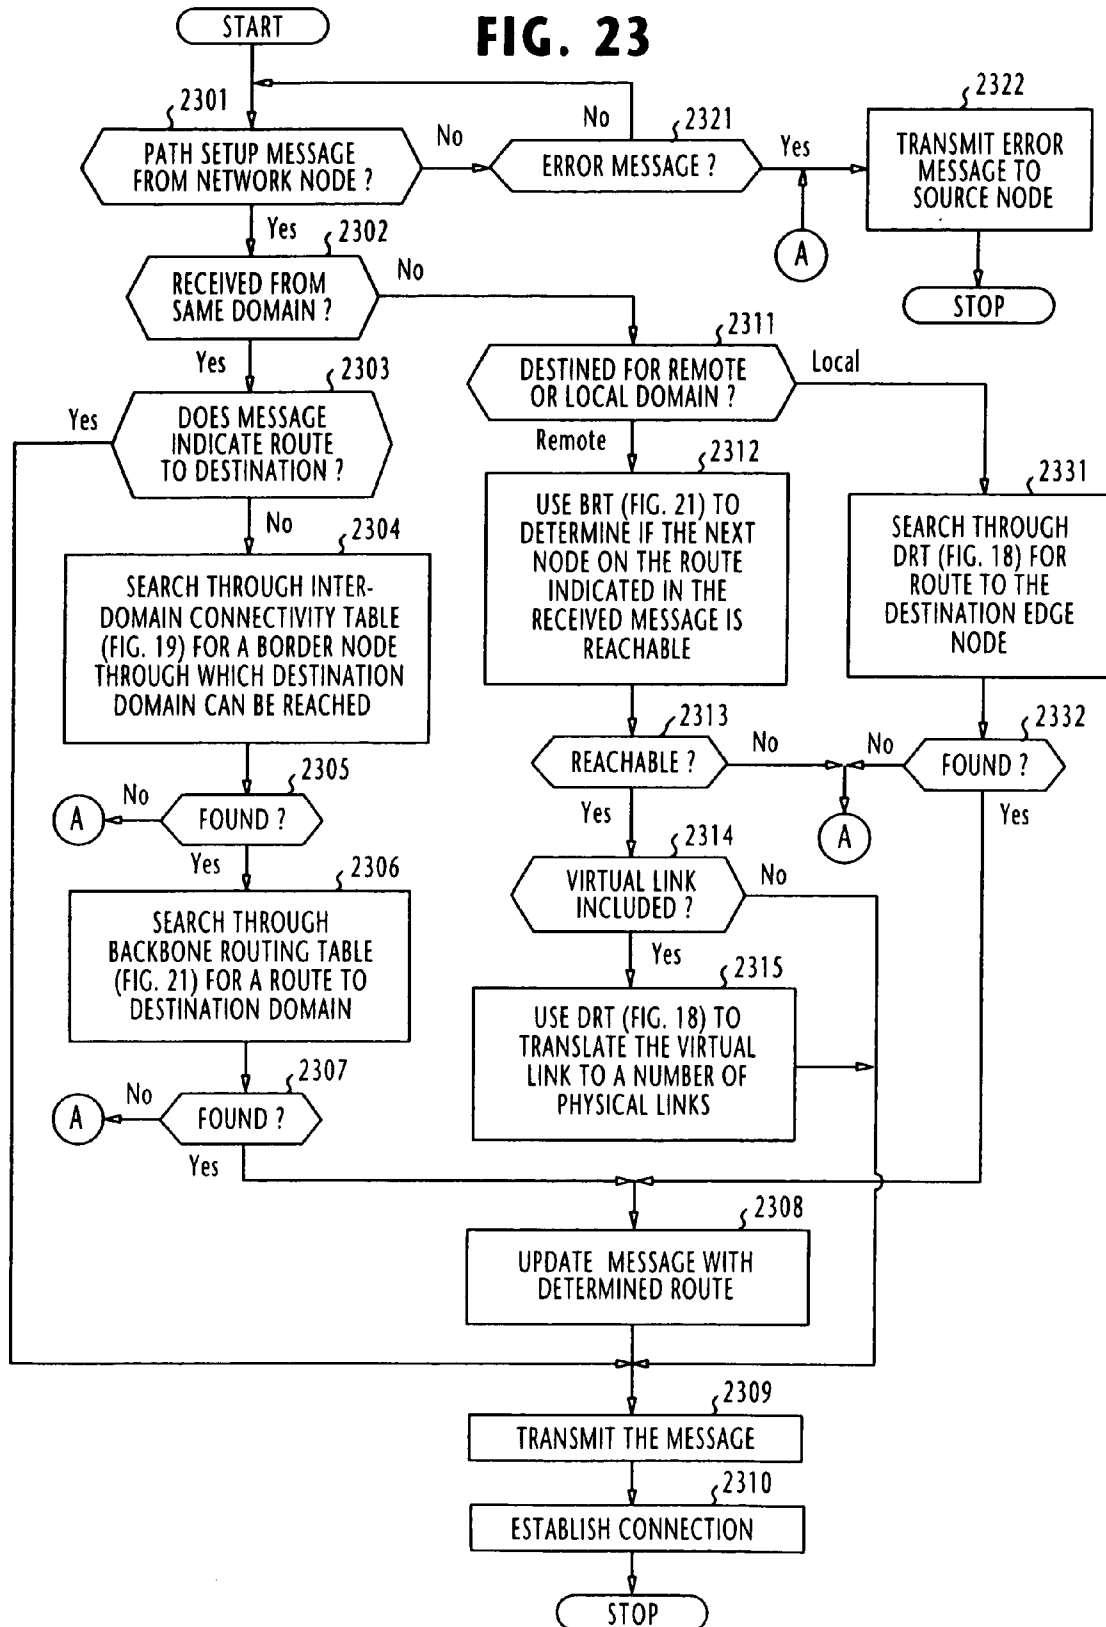 FIG. 23
START
2301
PATH SETUP MESSAGE
FROM NETWORK NODE ?
No
Yes
No
2321
ERROR MESSAGE ?
Yes
A
2322
TRANSMIT ERROR
MESSAGE TO
SOURCE NODE
STOP
2302
RECEIVED FROM
SAME DOMAIN ?
No
Yes
2303
DOES MESSAGE
INDICATE ROUTE
TO DESTINATION ?
Yes
No
2304
SEARCH THROUGH INTER-
DOMAIN CONNECTIVITY TABLE
(FIG. 19) FOR A BORDER NODE
THROUGH WHICH DESTINATION
DOMAIN CAN BE REACHED
2305
FOUND ?
No
A
Yes
2306
SEARCH THROUGH
BACKBONE ROUTING TABLE
(FIG. 21) FOR A ROUTE TO
DESTINATION DOMAIN
2307
FOUND ?
No
A
Yes
2311
DESTINED FOR REMOTE
OR LOCAL DOMAIN ?
Local
Remote
2312
USE BRT (FIG. 21) TO
DETERMINE IF THE NEXT
NODE ON THE ROUTE
INDICATED IN THE
RECEIVED MESSAGE IS
REACHABLE
2313
REACHABLE ?
No
Yes
2314
VIRTUAL LINK
INCLUDED ?
No
Yes
2315
USE DRT (FIG. 18) TO
TRANSLATE THE VIRTUAL
LINK TO A NUMBER OF
PHYSICAL LINKS
2331
SEARCH THROUGH
DRT (FIG. 18) FOR
ROUTE TO THE
DESTINATION EDGE
NODE
2332
FOUND ?
No
Yes
A
2308
UPDATE MESSAGE WITH
DETERMINED ROUTE
2309
TRANSMIT THE MESSAGE
2310
ESTABLISH CONNECTION
STOP